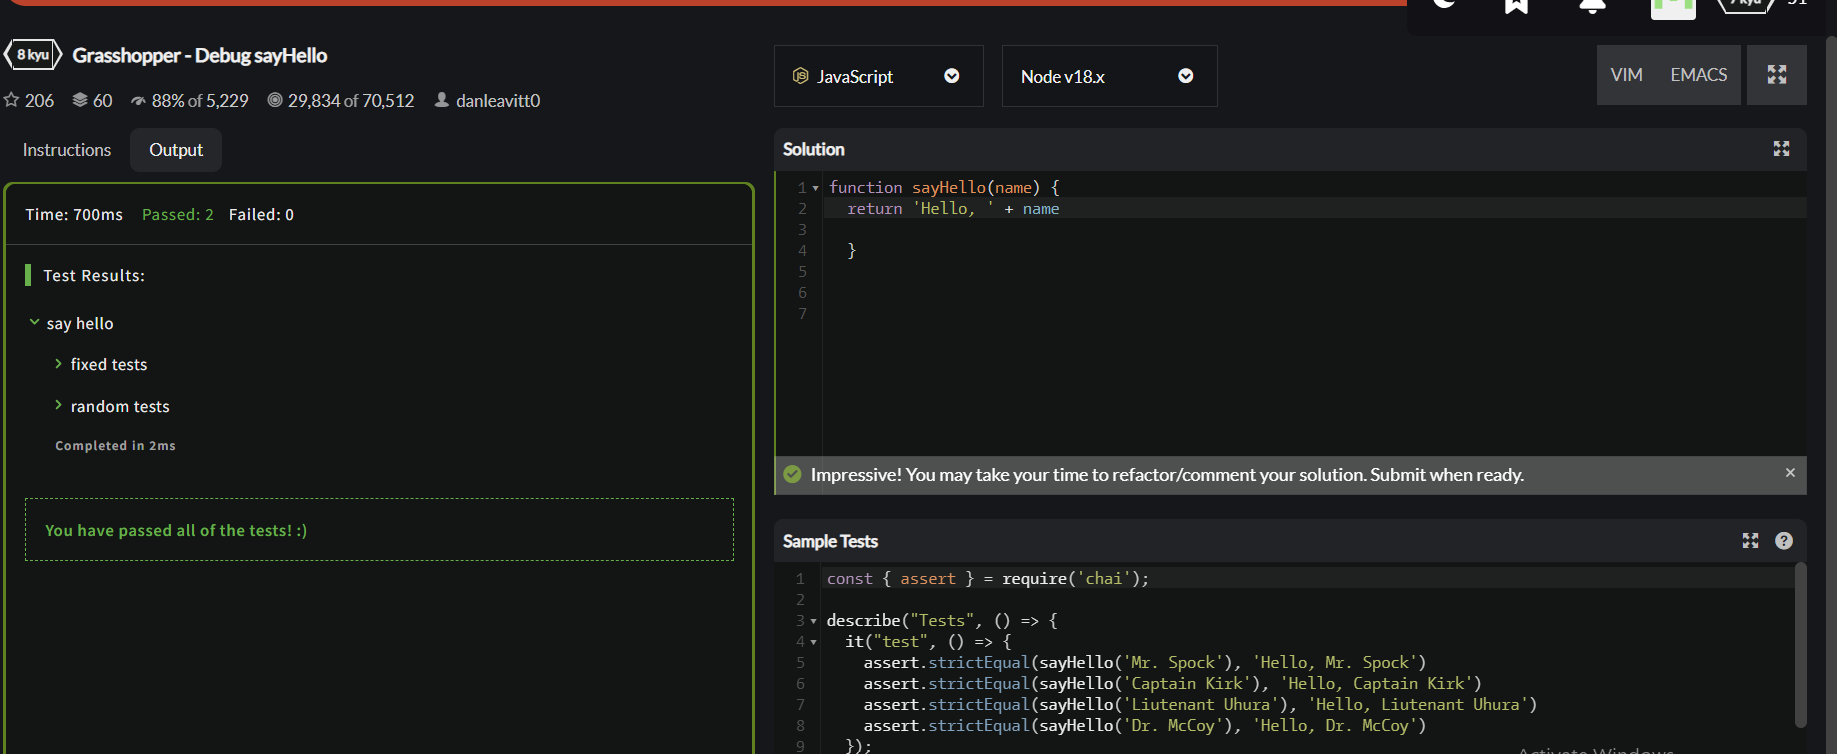 8 kyu Grasshopper - Debug sayHello
206 60 88% of 5,229 29,834 of 70,512 danleavitt0
Instructions Output
Time: 700ms Passed: 2 Failed: 0
Test Results:
say hello
fixed tests
random tests
Completed in 2ms
You have passed all of the tests! :)
JavaScript Node v18.x VIM EMACS
Solution
1 function sayHello(name) {
2 return 'Hello, ' + name
3
4 }
5
6
7
Impressive! You may take your time to refactor/comment your solution. Submit when ready.
Sample Tests
1 const { assert } = require('chai');
2
3 describe("Tests", () => {
4 it("test", () => {
5 assert.strictEqual(sayHello('Mr. Spock'), 'Hello, Mr. Spock')
6 assert.strictEqual(sayHello('Captain Kirk'), 'Hello, Captain Kirk')
7 assert.strictEqual(sayHello('Liutenant Uhura'), 'Hello, Liutenant Uhura')
8 assert.strictEqual(sayHello('Dr. McCoy'), 'Hello, Dr. McCoy')
9 });